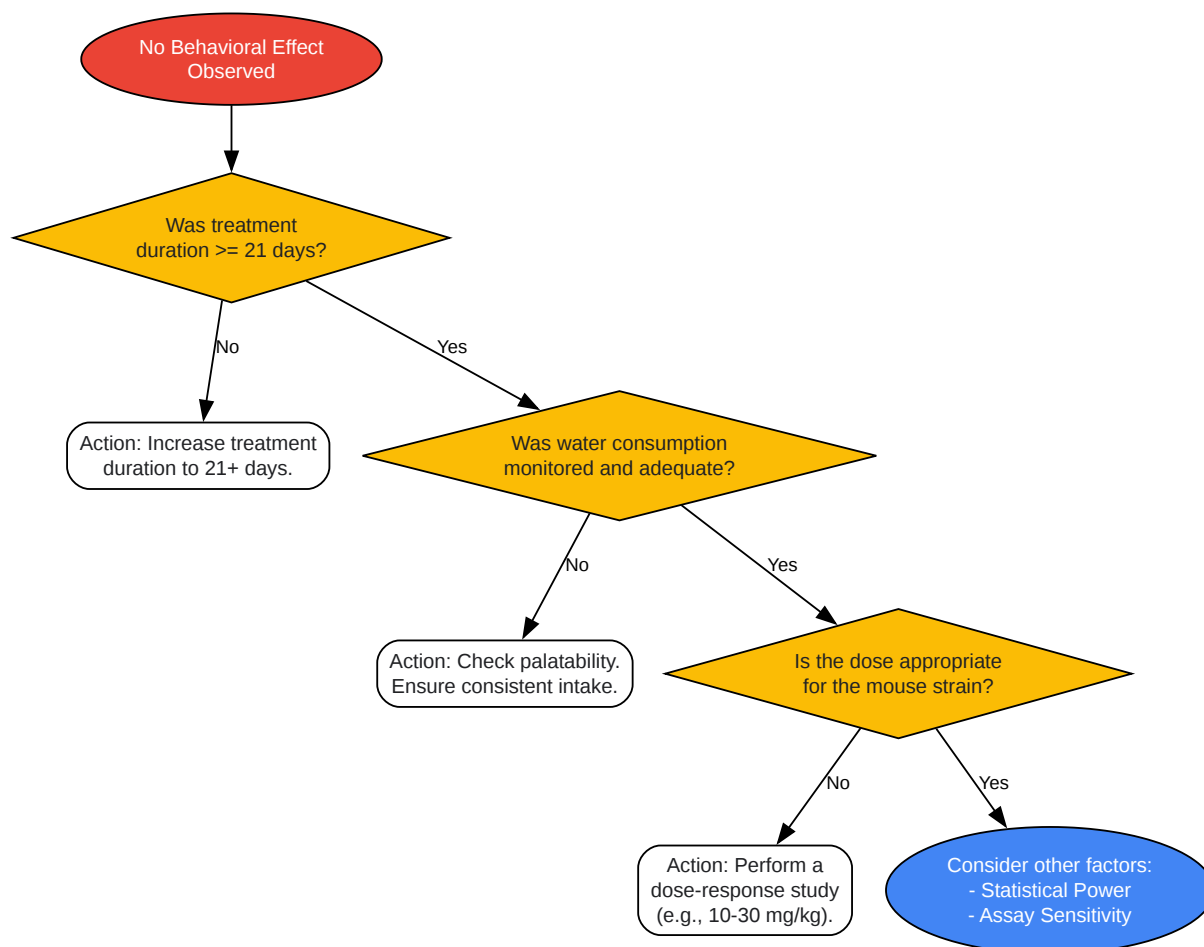 No Behavioral Effect
Observed
Was treatment
duration >= 21 days?
No
Yes
Action: Increase treatment
duration to 21+ days.
Was water consumption
monitored and adequate?
No
Yes
Action: Check palatability.
Ensure consistent intake.
Is the dose appropriate
for the mouse strain?
No
Yes
Action: Perform a
dose-response study
(e.g., 10-30 mg/kg).
Consider other factors:
- Statistical Power
- Assay Sensitivity